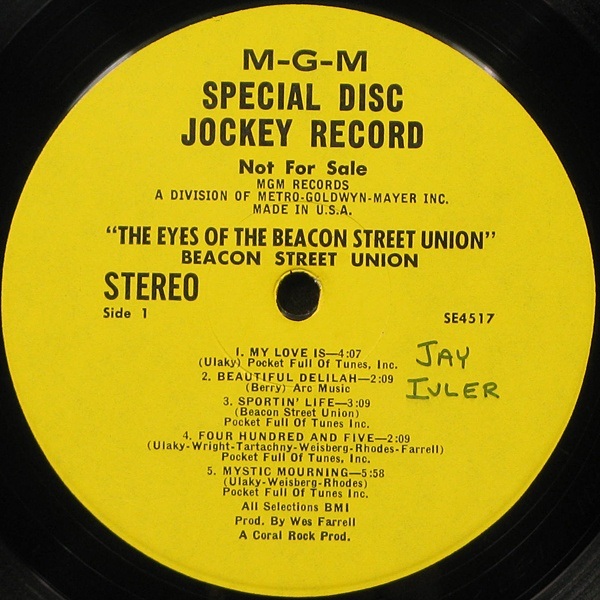 M-G-M
SPECIAL DISC
JOCKEY RECORD
Not For Sale
MGM RECORDS
A DIVISION OF METRO-GOLDWYN-MAYER INC.
MADE IN U.S.A.
"THE EYES OF THE BEACON STREET UNION"
BEACON STREET UNION
STEREO
Side 1
SE4517
1. MY LOVE IS—4:07
(Ulaky) Pocket Full Of Tunes, Inc.
2. BEAUTIFUL DELILAH—2:09
(Berry) Arc Music
3. SPORTIN' LIFE—3:09
(Beacon Street Union)
Pocket Full Of Tunes, Inc.
4. FOUR HUNDRED AND FIVE—2:09
(Ulaky-Wright-Tartachny-Weisberg-Rhodes-Farrell)
Pocket Full Of Tunes, Inc.
5. MYSTIC MOURNING—5:58
(Ulaky-Weisberg-Rhodes)
Pocket Full Of Tunes, Inc.
All Selections BMI
Prod. By Wes Farrell
A Coral Rock Prod.
JAY
IVLER